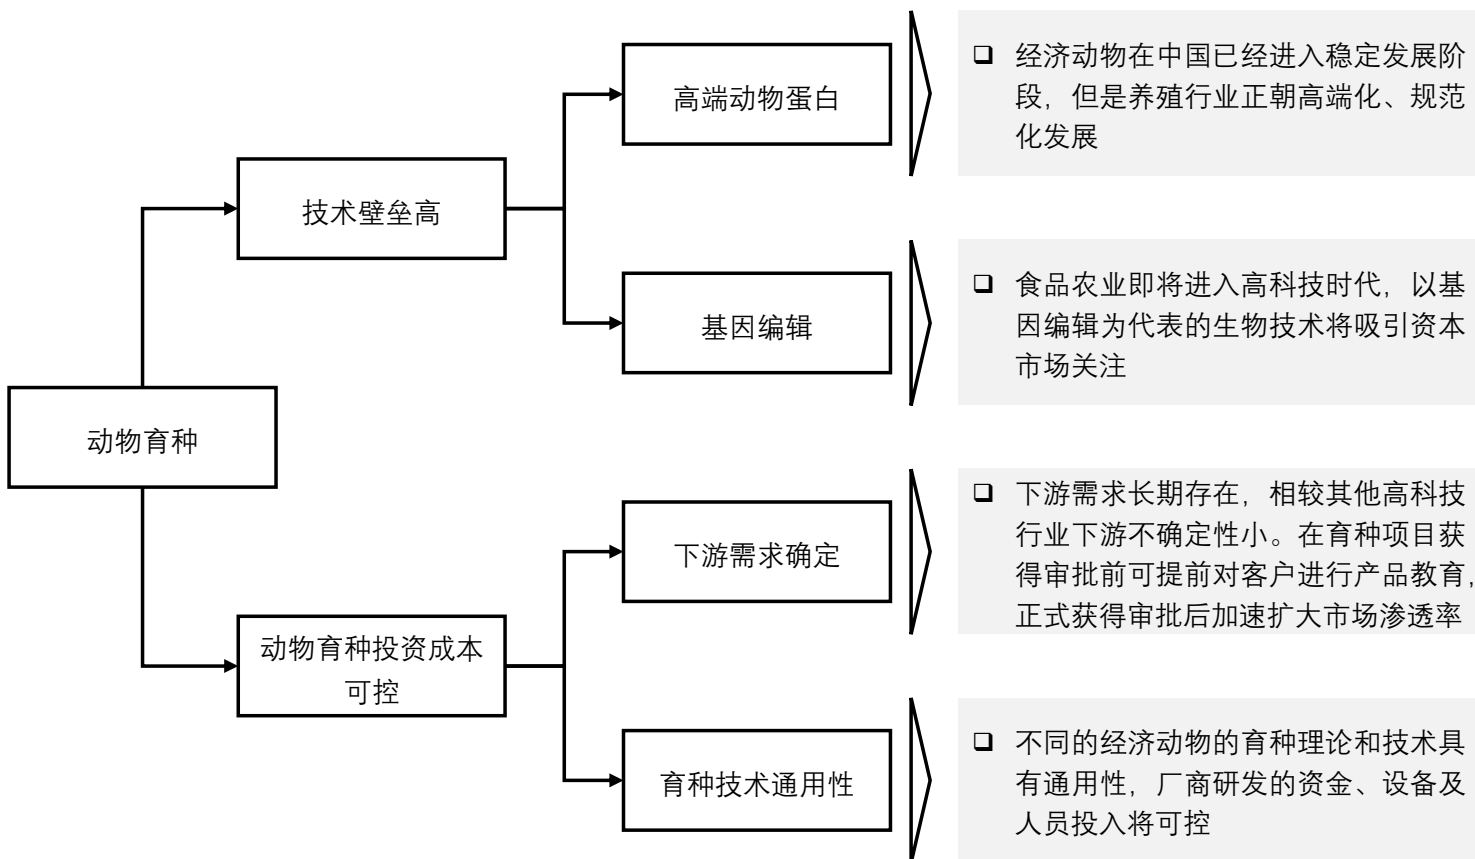 高端动物蛋白
❑ 经济动物在中国已经进入稳定发展阶
段，但是养殖行业正朝高端化、规范
化发展
技术壁垒高
基因编辑
❑ 食品农业即将进入高科技时代，以基
因编辑为代表的生物技术将吸引资本
市场关注
动物育种
下游需求确定
❑ 下游需求长期存在，相较其他高科技
行业下游不确定性小。在育种项目获
得审批前可提前对客户进行产品教育，
正式获得审批后加速扩大市场渗透率
动物育种投资成本
可控
育种技术通用性
❑ 不同的经济动物的育种理论和技术具
有通用性，厂商研发的资金、设备及
人员投入将可控